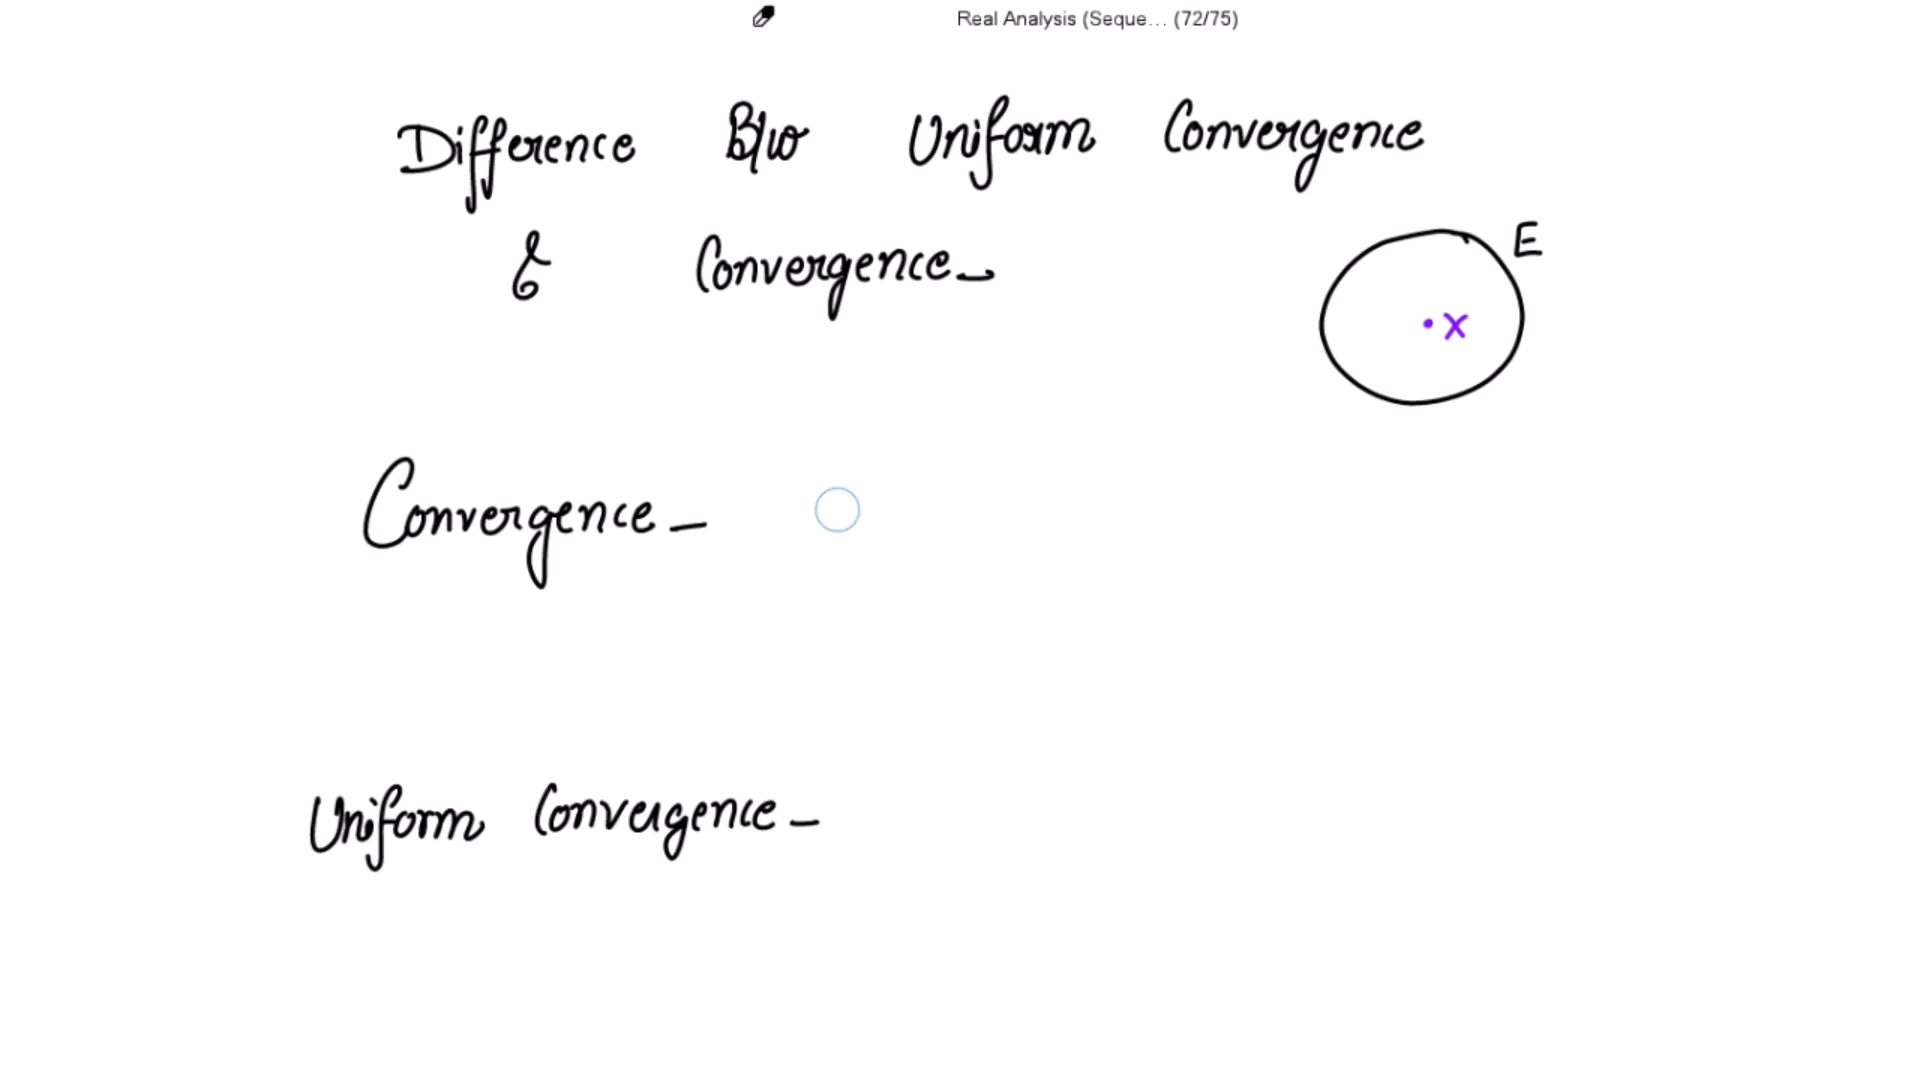 Real Analysis (Seque... (72/75)
Difference B/w Uniform Convergence
& Convergence -
E
x
Convergence -
Uniform Convergence -